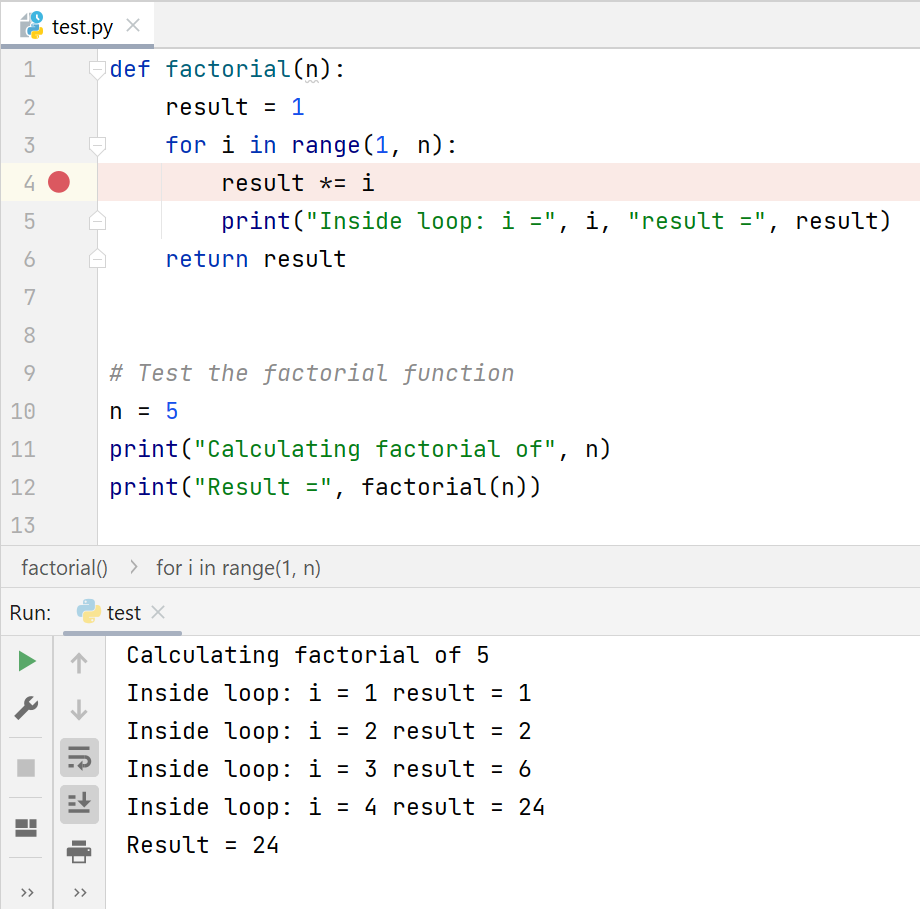 test.py
1 def factorial(n):
2     result = 1
3     for i in range(1, n):
4         result *= i
5         print("Inside loop: i =", i, "result =", result)
6     return result
7
8
9 # Test the factorial function
10 n = 5
11 print("Calculating factorial of", n)
12 print("Result =", factorial(n))
13
factorial() > for i in range(1, n)
Run: test
Calculating factorial of 5
Inside loop: i = 1 result = 1
Inside loop: i = 2 result = 2
Inside loop: i = 3 result = 6
Inside loop: i = 4 result = 24
Result = 24